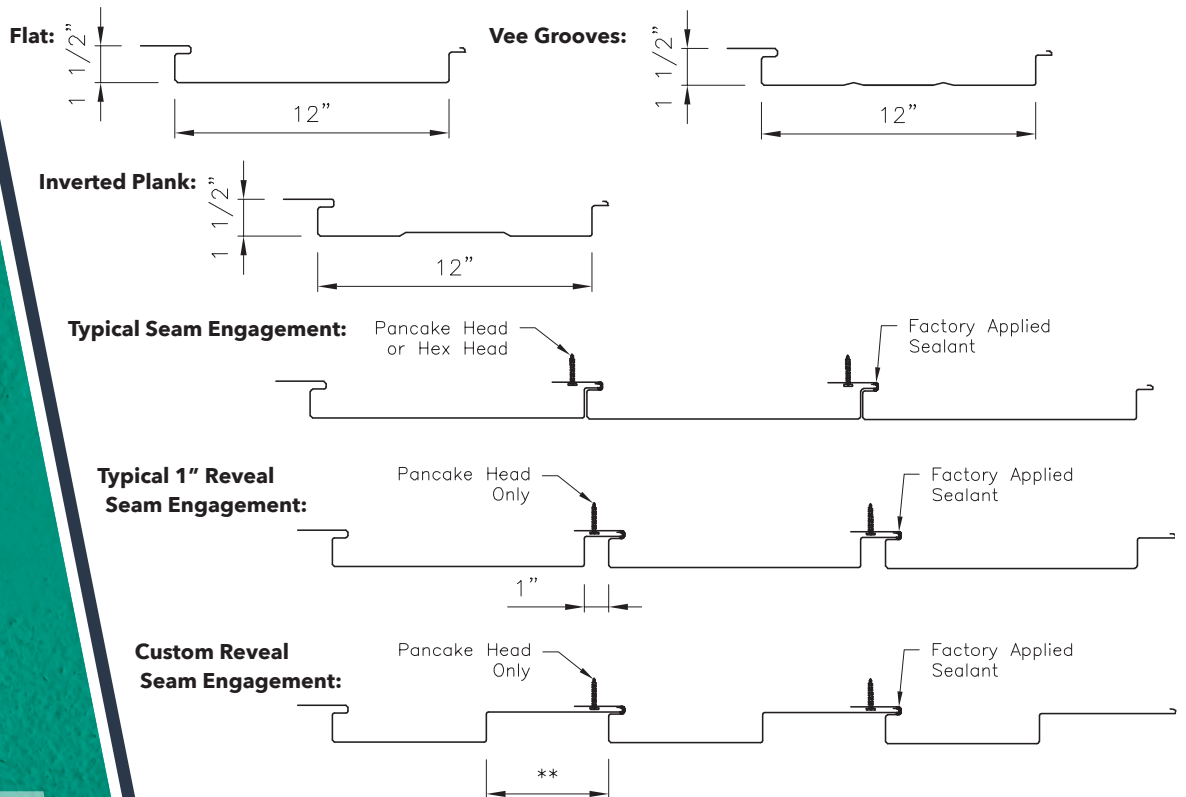 Flat:
1 1/2"
12"
Vee Grooves:
1 1/2"
12"
Inverted Plank:
1 1/2"
12"
Typical Seam Engagement:
Pancake Head
or Hex Head
Factory Applied
Sealant
Typical 1” Reveal
Seam Engagement:
Pancake Head
Only
Factory Applied
Sealant
1"
Custom Reveal
Seam Engagement:
Pancake Head
Only
Factory Applied
Sealant
**